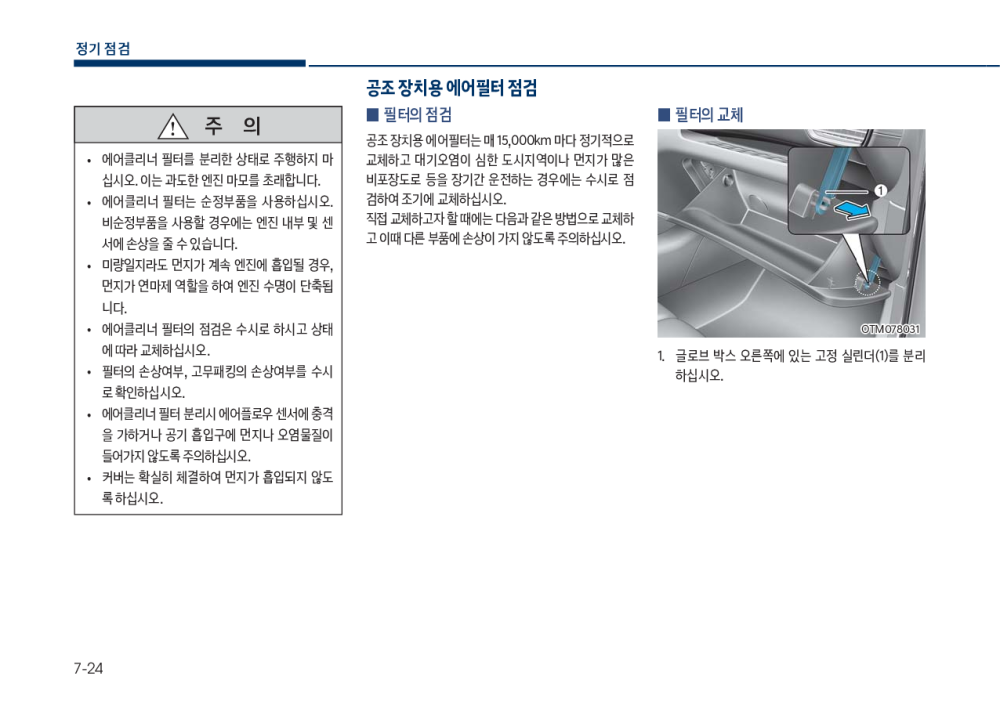 정기 점검
주 의
• 에어클리너 필터를 분리한 상태로 주행하지 마
십시오. 이는 과도한 엔진 마모를 초래합니다.
• 에어클리너 필터는 순정부품을 사용하십시오.
비순정부품을 사용할 경우에는 엔진 내부 및 센
서에 손상을 줄 수 있습니다.
• 미량일지라도 먼지가 계속 엔진에 흡입될 경우,
먼지가 연마제 역할을 하여 엔진 수명이 단축됩
니다.
• 에어클리너 필터의 점검은 수시로 하시고 상태
에 따라 교체하십시오.
• 필터의 손상여부, 고무패킹의 손상여부를 수시
로 확인하십시오.
• 에어클리너 필터 분리시 에어플로우 센서에 충격
을 가하거나 공기 흡입구에 먼지나 오염물질이
들어가지 않도록 주의하십시오.
• 커버는 확실히 체결하여 먼지가 흡입되지 않도
록 하십시오.
공조 장치용 에어필터 점검
■ 필터의 점검
공조 장치용 에어필터는 매 15,000km 마다 정기적으로
교체하고 대기오염이 심한 도시지역이나 먼지가 많은
비포장도로 등을 장기간 운전하는 경우에는 수시로 점
검하여 조기에 교체하십시오.
직접 교체하고자 할 때에는 다음과 같은 방법으로 교체하
고 이때 다른 부품에 손상이 가지 않도록 주의하십시오.
■ 필터의 교체
1
OTM078031
1. 글로브 박스 오른쪽에 있는 고정 실린더(1)를 분리
하십시오.
7-24